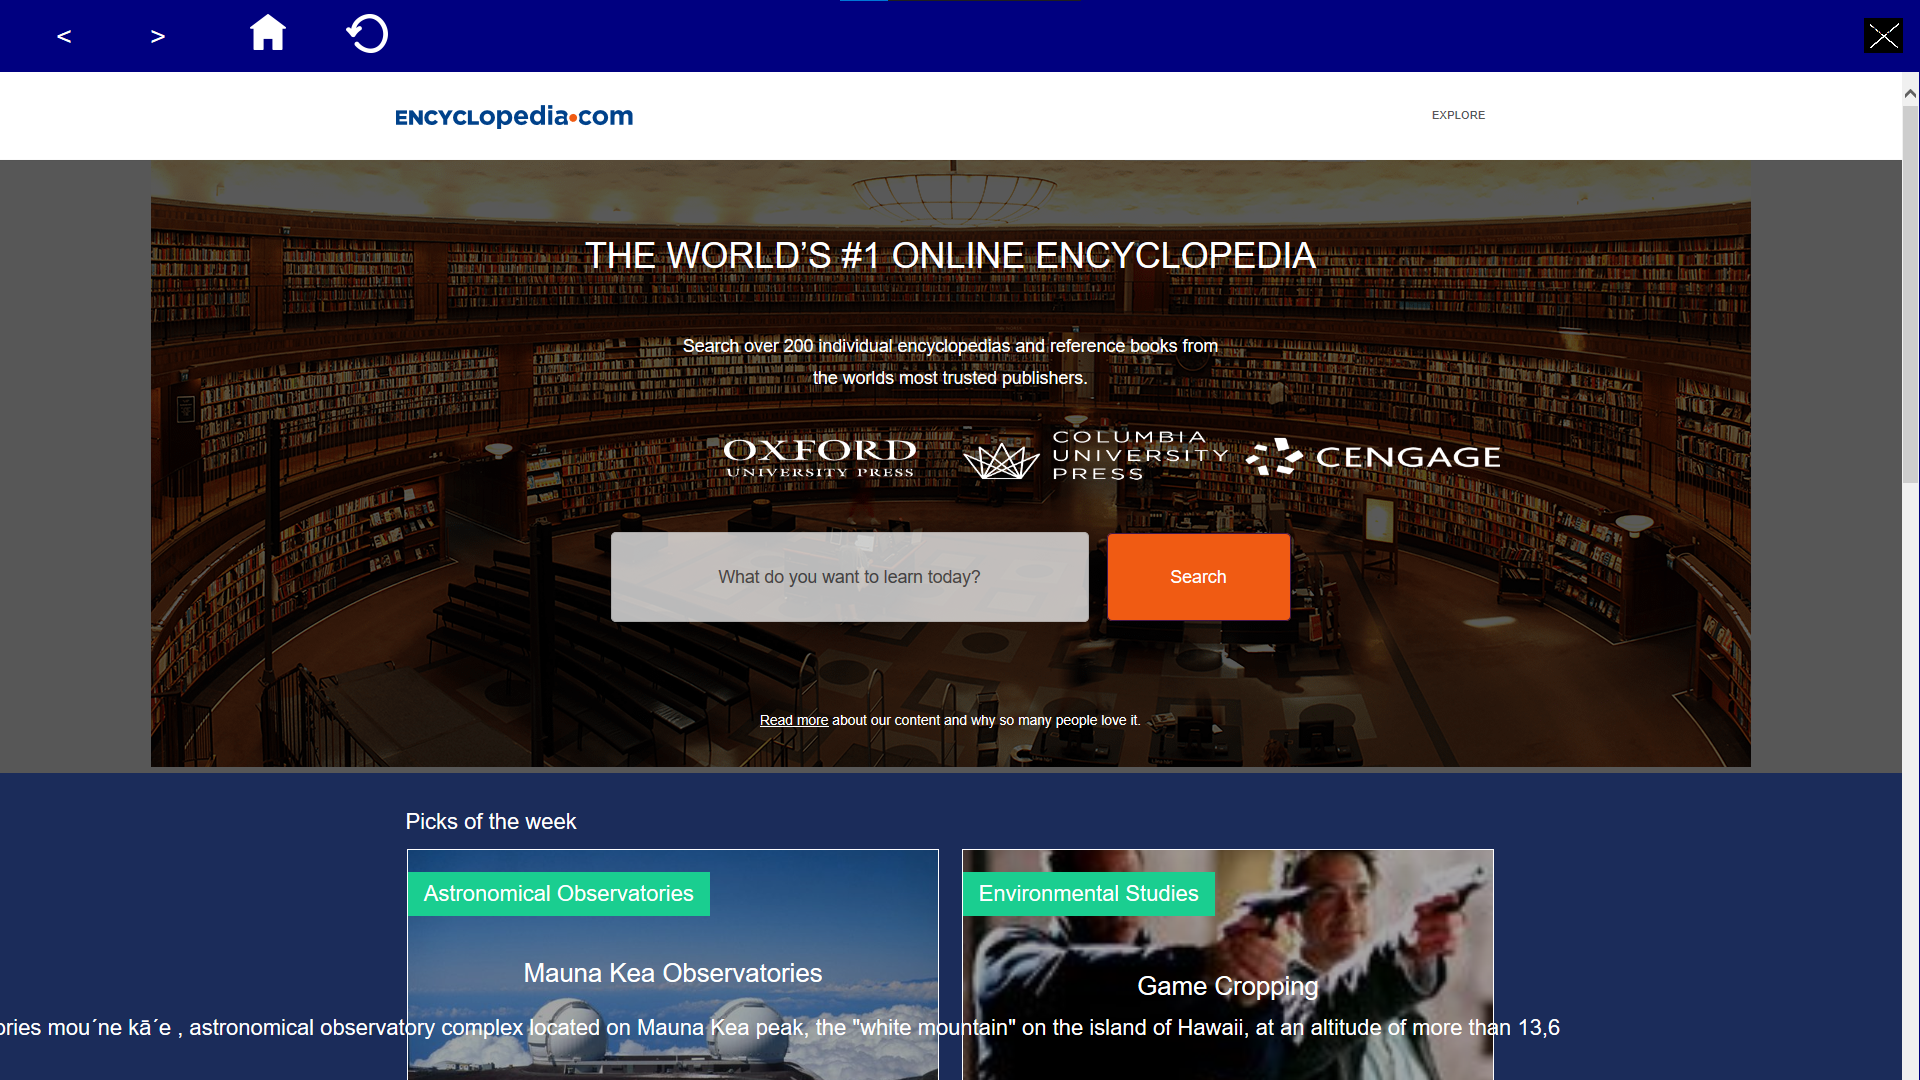 < >
ENCYCLOpedia.com
EXPLORE
THE WORLD’S #1 ONLINE ENCYCLOPEDIA
Search over 200 individual encyclopedias and reference books from
the worlds most trusted publishers.
OXFORD
UNIVERSITY PRESS
COLUMBIA
UNIVERSITY
PRESS
CENGAGE
What do you want to learn today?
Search
Read more about our content and why so many people love it.
Picks of the week
Astronomical Observatories
Environmental Studies
Mauna Kea Observatories
Game Cropping
ories mou´ne kā´e , astronomical observatory complex located on Mauna Kea peak, the "white mountain" on the island of Hawaii, at an altitude of more than 13,6